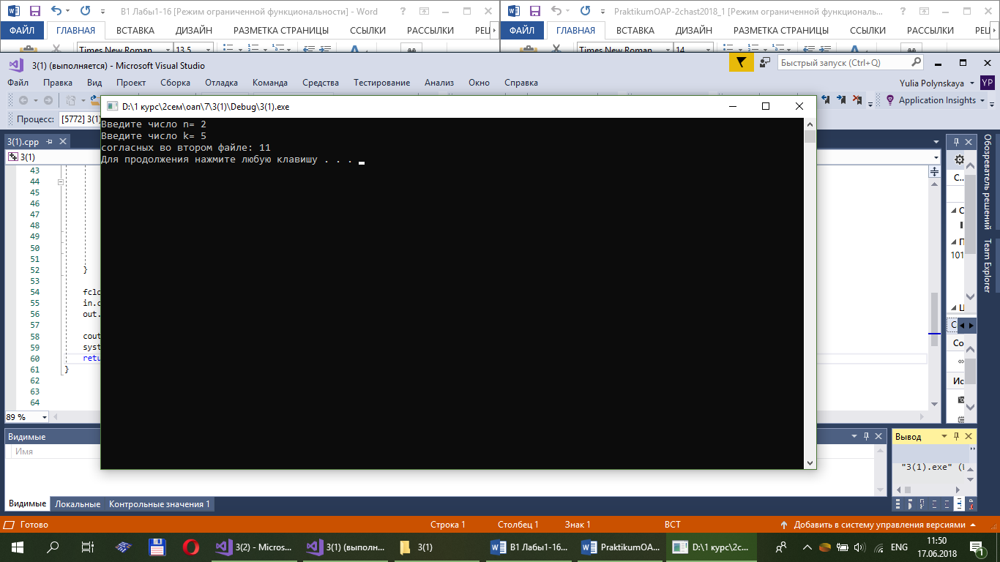 В1 Лабы1-16 [Режим ограниченной функциональности] - Word
PraktikumOAP-2chast2018_1 [Режим ограниченной функциональ...
ФАЙЛ ГЛАВНАЯ ВСТАВКА ДИЗАЙН РАЗМЕТКА СТРАНИЦЫ ССЫЛКИ РАССЫЛКИ РЕЦ
ФАЙЛ ГЛАВНАЯ ВСТАВКА ДИЗАЙН РАЗМЕТКА СТРАНИЦЫ ССЫЛКИ РАССЫЛКИ РЕЦ
Times New Roman 13,5
Times New Roman 14
3(1) (выполняется) - Microsoft Visual Studio
Быстрый запуск (Ctrl+Q)
Файл Правка Вид Проект Сборка Отладка Команда Средства Тестирование Анализ Окно Справка
Yulia Polynskaya YP
Application Insights
Процесс: [5772] 3(1)
D:\1 курс\2сем\оап\7\3(1)\Debug\3(1).exe
Введите число n= 2
Введите число k= 5
согласных во втором файле: 11
Для продолжения нажмите любую клавишу . . .
3(1).cpp
3(1)
43
44
45
46
47
48
49
50
51
52 }
53
54 fclo
55 in.c
56 out.
57
58 cout
59 syst
60 retu
61 }
62
63
64
89 %
С...
С
П
101
Ц
С
Со
Ис
Обозреватель решений
Team Explorer
Видимые
Имя
Видимые Локальные Контрольные значения 1
Вывод
"3(1).exe" (
Готово Строка 1 Столбец 1 Знак 1 ВСТ Добавить в систему управления версиями
3(2) - Micros...
3(1) (выполн...
3(1)
В1 Лабы1-16...
PraktikumOA...
D:\1 курс\2с...
ENG
11:50
17.06.2018
1